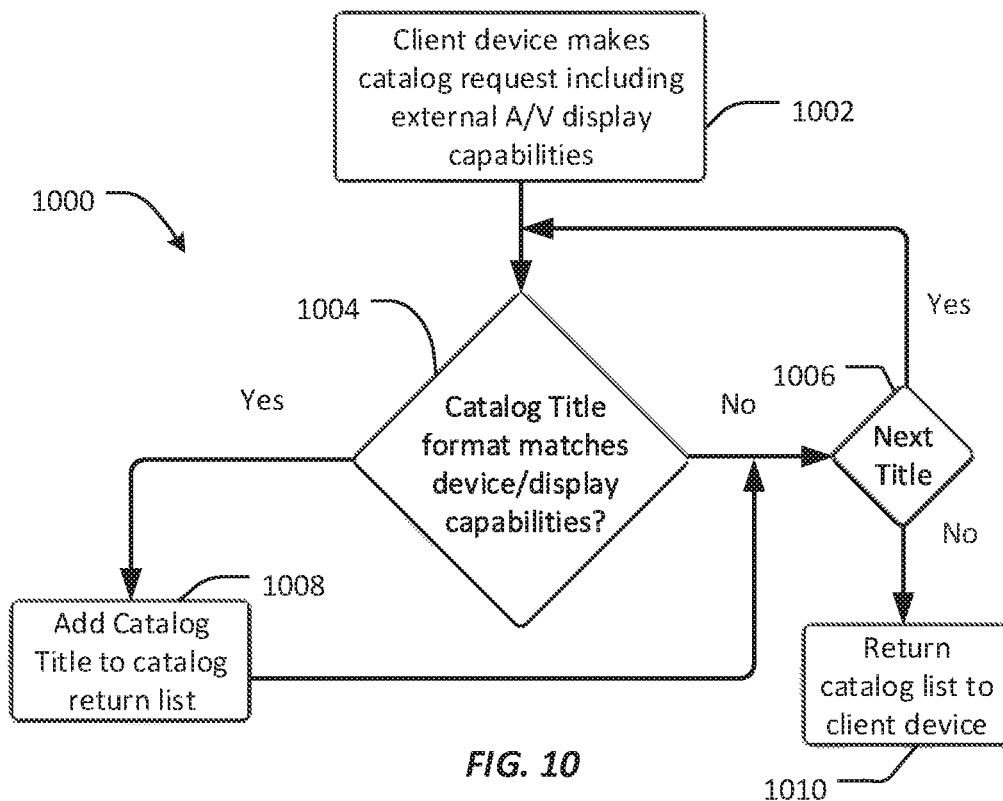 Client device makes
catalog request including
external A/V display
capabilities
1002
1000
1004
Yes
1006
Yes
No
Catalog Title
format matches
device/display
capabilities?
Next
Title
No
1008
Add Catalog
Title to catalog
return list
Return
catalog list to
client device
FIG. 10
1010